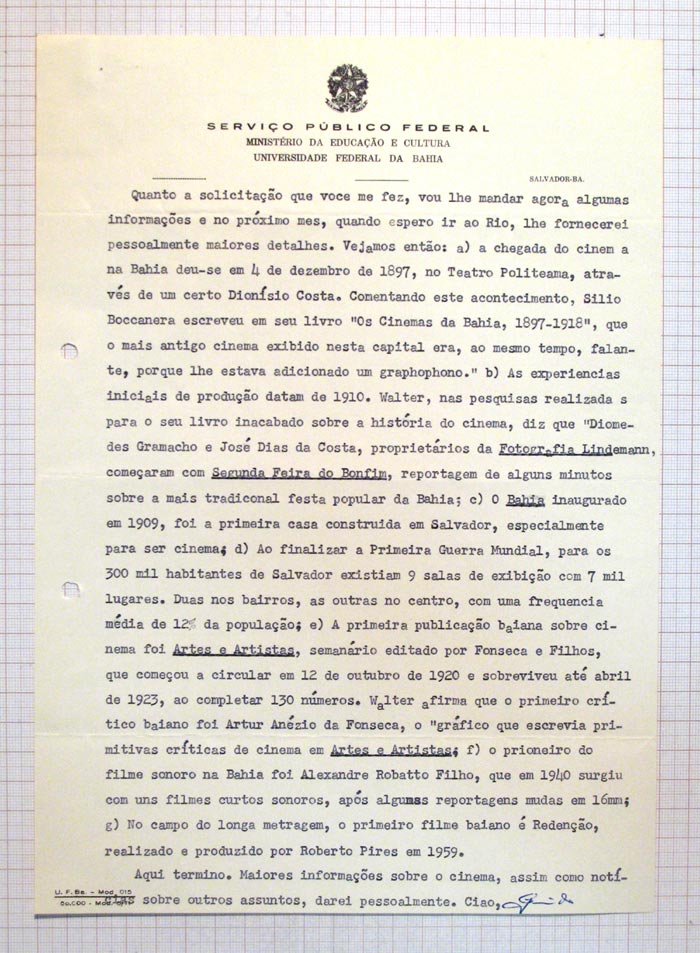 SERVIÇO PÚBLICO FEDERAL
MINISTÉRIO DA EDUCAÇÃO E CULTURA
UNIVERSIDADE FEDERAL DA BAHIA
SALVADOR-BA.
Quanto a solicitação que voce me fez, vou lhe mandar agora algumas
informações e no próximo mes, quando espero ir ao Rio, lhe fornecerei
pessoalmente maiores detalhes. Vejamos então: a) a chegada do cinem a
na Bahia deu-se em 4 de dezembro de 1897, no Teatro Politeama, atra-
vés de um certo Dionísio Costa. Comentando este acontecimento, Silio
Boccanera escreveu em seu livro "Os Cinemas da Bahia, 1897-1918", que
o mais antigo cinema exibido nesta capital era, ao mesmo tempo, falan-
te, porque lhe estava adicionado um graphophono." b) As experiencias
iniciais de produção datam de 1910. Walter, nas pesquisas realizada s
para o seu livro inacabado sobre a história do cinema, diz que "Diome-
des Gramacho e José Dias da Costa, proprietários da Fotografia Lindemann,
começaram com Segunda Feira do Bonfim, reportagem de alguns minutos
sobre a mais tradiconal festa popular da Bahia; c) O Bahia inaugurado
em 1909, foi a primeira casa construida em Salvador, especialmente
para ser cinema; d) Ao finalizar a Primeira Guerra Mundial, para os
300 mil habitantes de Salvador existiam 9 salas de exibição com 7 mil
lugares. Duas nos bairros, as outras no centro, com uma frequencia
média de 12% da população; e) A primeira publicação baiana sobre ci-
nema foi Artes e Artistas, semanário editado por Fonseca e Filhos,
que começou a circular em 12 de outubro de 1920 e sobreviveu até abril
de 1923, ao completar 130 números. Walter afirma que o primeiro crí-
tico baiano foi Artur Anézio da Fonseca, o "gráfico que escrevia pri-
mitivas críticas de cinema em Artes e Artistas; f) o prioneiro do
filme sonoro na Bahia foi Alexandre Robatto Filho, que em 1940 surgiu
com uns filmes curtos sonoros, após algumas reportagens mudas em 16mm;
g) No campo do longa metragem, o primeiro filme baiano é Redenção,
realizado e produzido por Roberto Pires em 1959.
Aqui termino. Maiores informações sobre o cinema, assim como notí-
cias sobre outros assuntos, darei pessoalmente. Ciao,
U. F. Ba. - Mod. 015